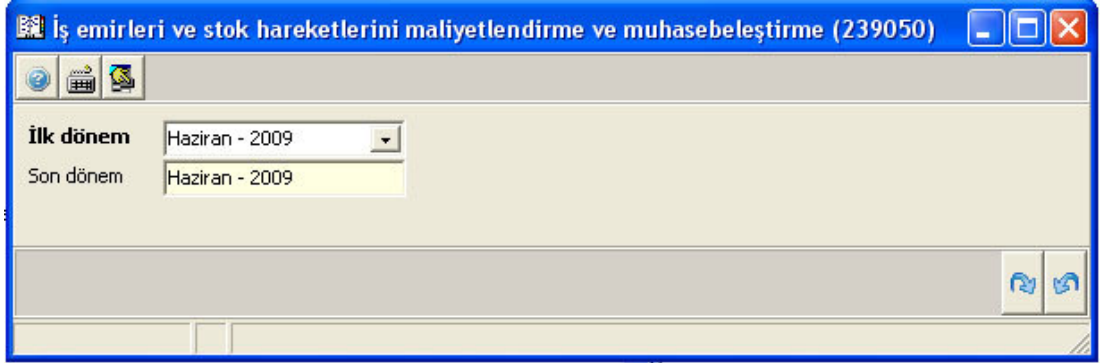 İş emirleri ve stok hareketlerini maliyetlendirme ve muhasebeleştirme (239050)
İlk dönem Haziran - 2009
Son dönem Haziran - 2009